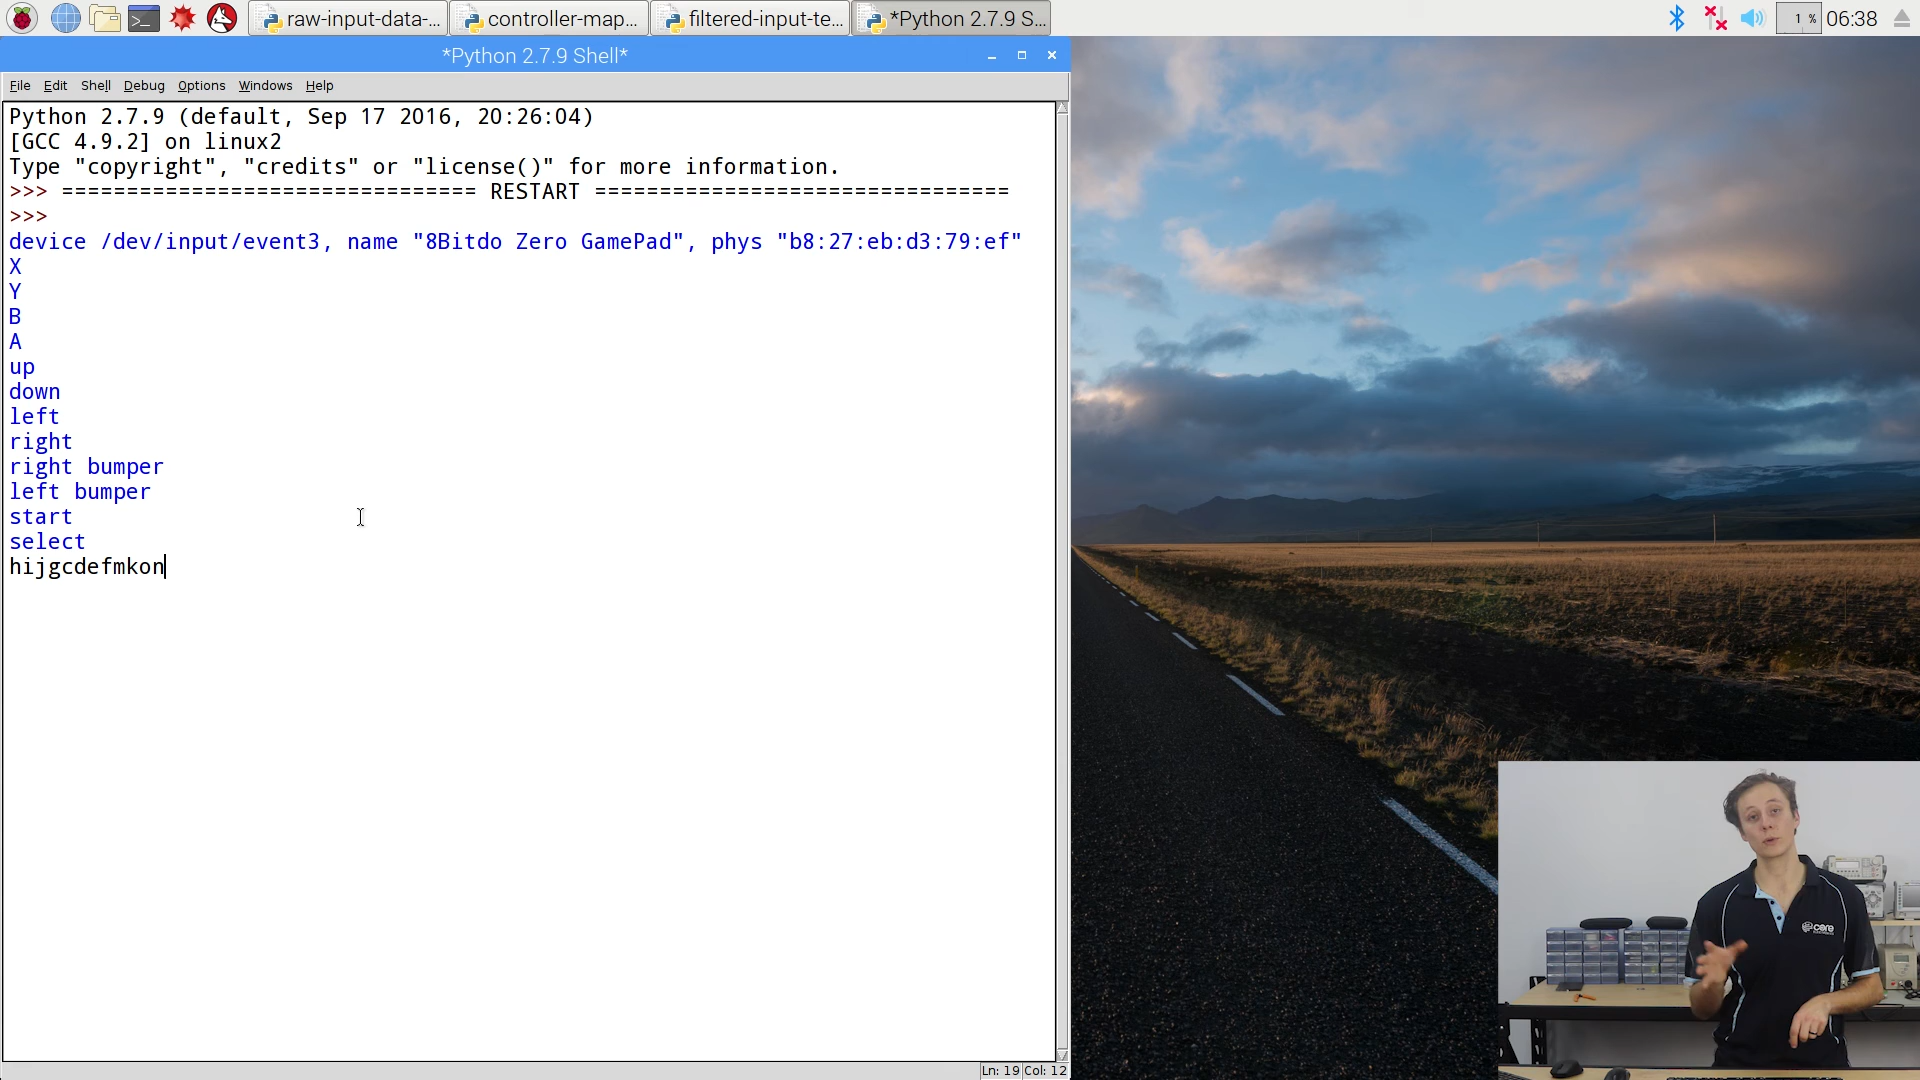 raw-input-data-... controller-map... filtered-input-te... *Python 2.7.9 S... 1 % 06:38
*Python 2.7.9 Shell*
File Edit Shell Debug Options Windows Help
Python 2.7.9 (default, Sep 17 2016, 20:26:04)
[GCC 4.9.2] on linux2
Type "copyright", "credits" or "license()" for more information.
>>> ================================ RESTART ================================
>>>
device /dev/input/event3, name "8Bitdo Zero GamePad", phys "b8:27:eb:d3:79:ef"
X
Y
B
A
up
down
left
right
right bumper
left bumper
start
select
hijgcdefmkon
Ln: 19 Col: 12
core